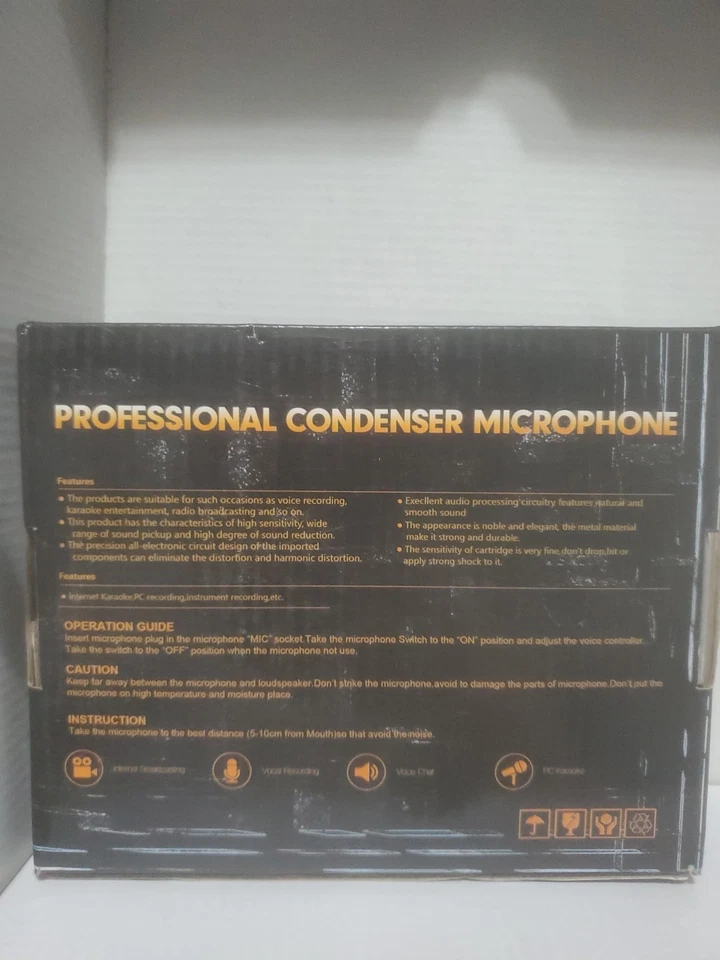 PROFESSIONAL CONDENSER MICROPHONE
Features
• The products are suitable for such occasions as voice recording,
karaoke entertainment, radio broadcasting and so on.
• This product has the characteristics of high sensitivity, wide
range of sound pickup and high degree of sound reduction.
• The precision all-electronic circuit design of the imported
components can eliminate the distortion and harmonic distortion.
• Execllent audio processing circuitry features,natural and
smooth sound
• The appearance is noble and elegant, the metal material
make it strong and durable.
• The sensitivity of cartridge is very fine,don't drop,hit or
apply strong shock to it.
Features
• Internet Karaoke,PC recording,instrument recording,etc.
OPERATION GUIDE
Insert microphone plug in the microphone "MIC" socket.Take the microphone Switch to the "ON" position and adjust the voice controller.
Take the switch to the "OFF" position when the microphone not use.
CAUTION
Keep far away between the microphone and loudspeaker.Don't strike the microphone,avoid to damage the parts of microphone.Don't put the
microphone on high temperature and moisture place.
INSTRUCTION
Take the microphone to the best distance (5-10cm from Mouth)so that avoid the noise.
Internet Broadcasting
Vocal Recording
Voice Chat
PC Karaoke